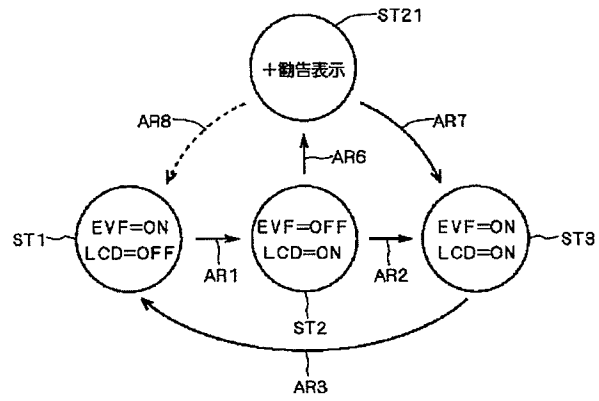 ST21
+勧告表示
AR8
AR7
AR6
EVF=ON
LCD=OFF
ST1
AR1
EVF=OFF
LCD=ON
ST2
AR2
EVF=ON
LCD=ON
ST3
AR3